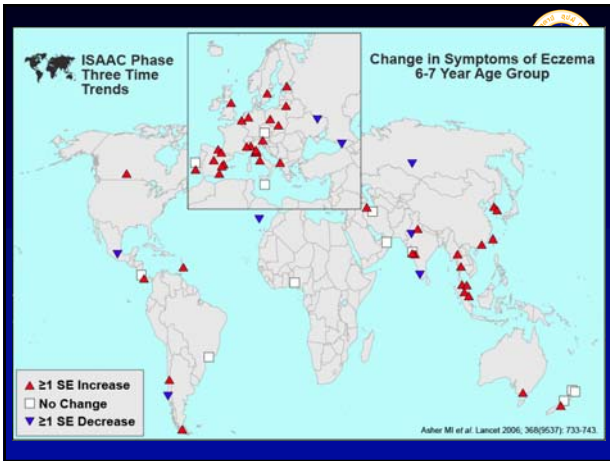 ISAAC Phase
Three Time
Trends
Change in Symptoms of Eczema
6-7 Year Age Group
≥1 SE Increase
No Change
≥1 SE Decrease
Asher MI et al. Lancet 2006; 368(9537): 733-743.